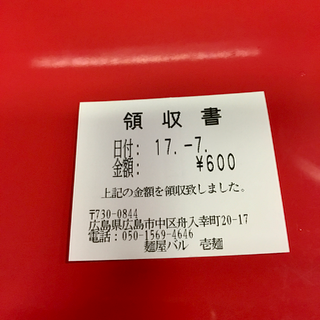 領収書
日付: 17.-7.
金額: ¥600
上記の金額を領収致しました。
〒730-0844
広島県広島市中区舟入幸町20-17
電話:050-1569-4646
麺屋バル 壱麺